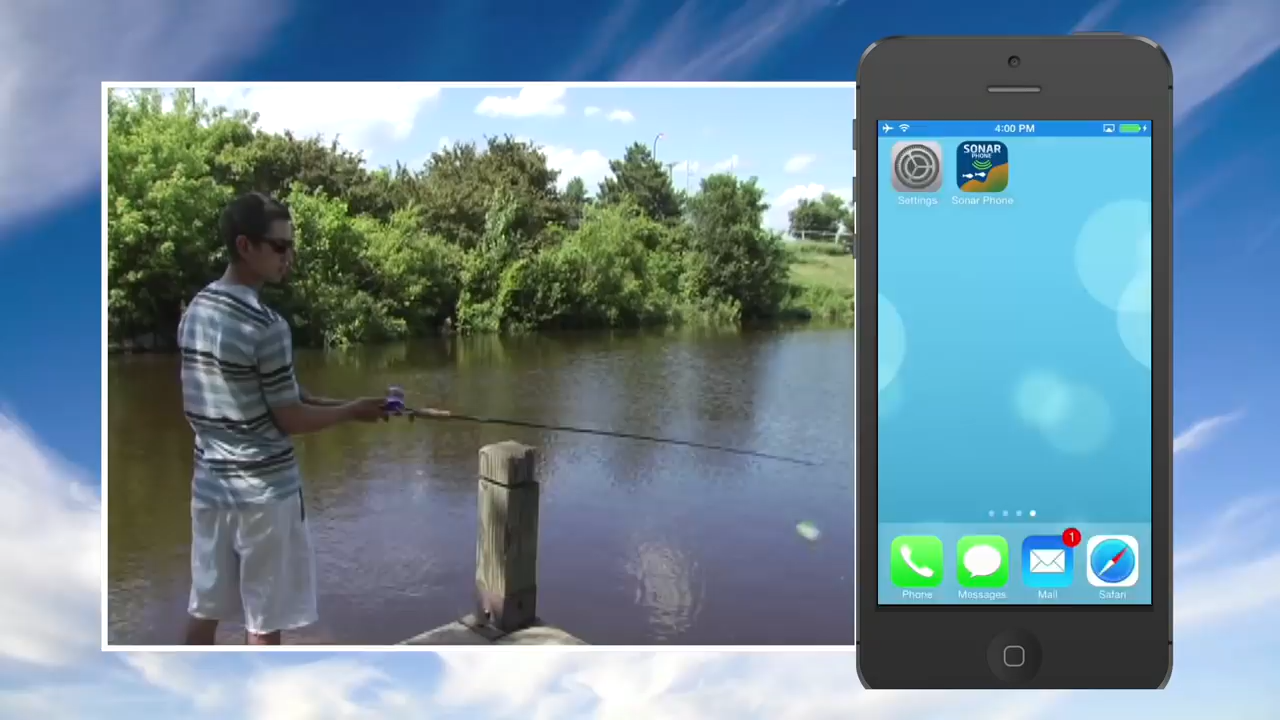 4:00 PM
SONAR
PHONE
Settings
Sonar Phone
1
Phone
Messages
Mail
Safari